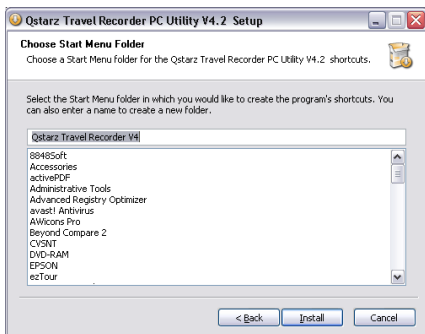 Qstarz Travel Recorder PC Utility V4.2 Setup
Choose Start Menu Folder
Choose a Start Menu folder for the Qstarz Travel Recorder PC Utility V4.2 shortcuts.
Select the Start Menu folder in which you would like to create the program's shortcuts. You
can also enter a name to create a new folder.
Qstarz Travel Recorder V4
8848Soft
Accessories
activePDF
Administrative Tools
Advanced Registry Optimizer
avast! Antivirus
AWicons Pro
Beyond Compare 2
CVSNT
DVD-RAM
EPSON
ezTour
< Back Install Cancel